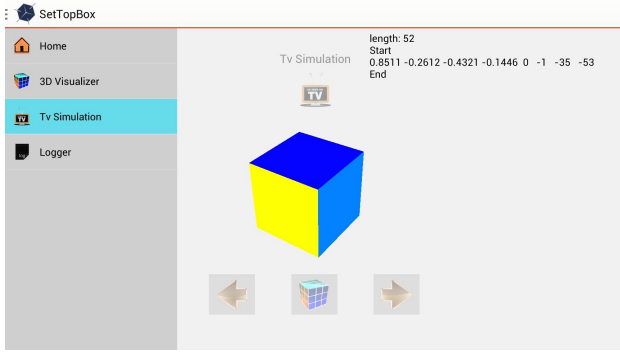 SetTopBox
Home
3D Visualizer
Tv Simulation
Logger
Tv Simulation
TV
length: 52
Start
0.8511 -0.2612 -0.4321 -0.1446 0 -1 -35 -53
End